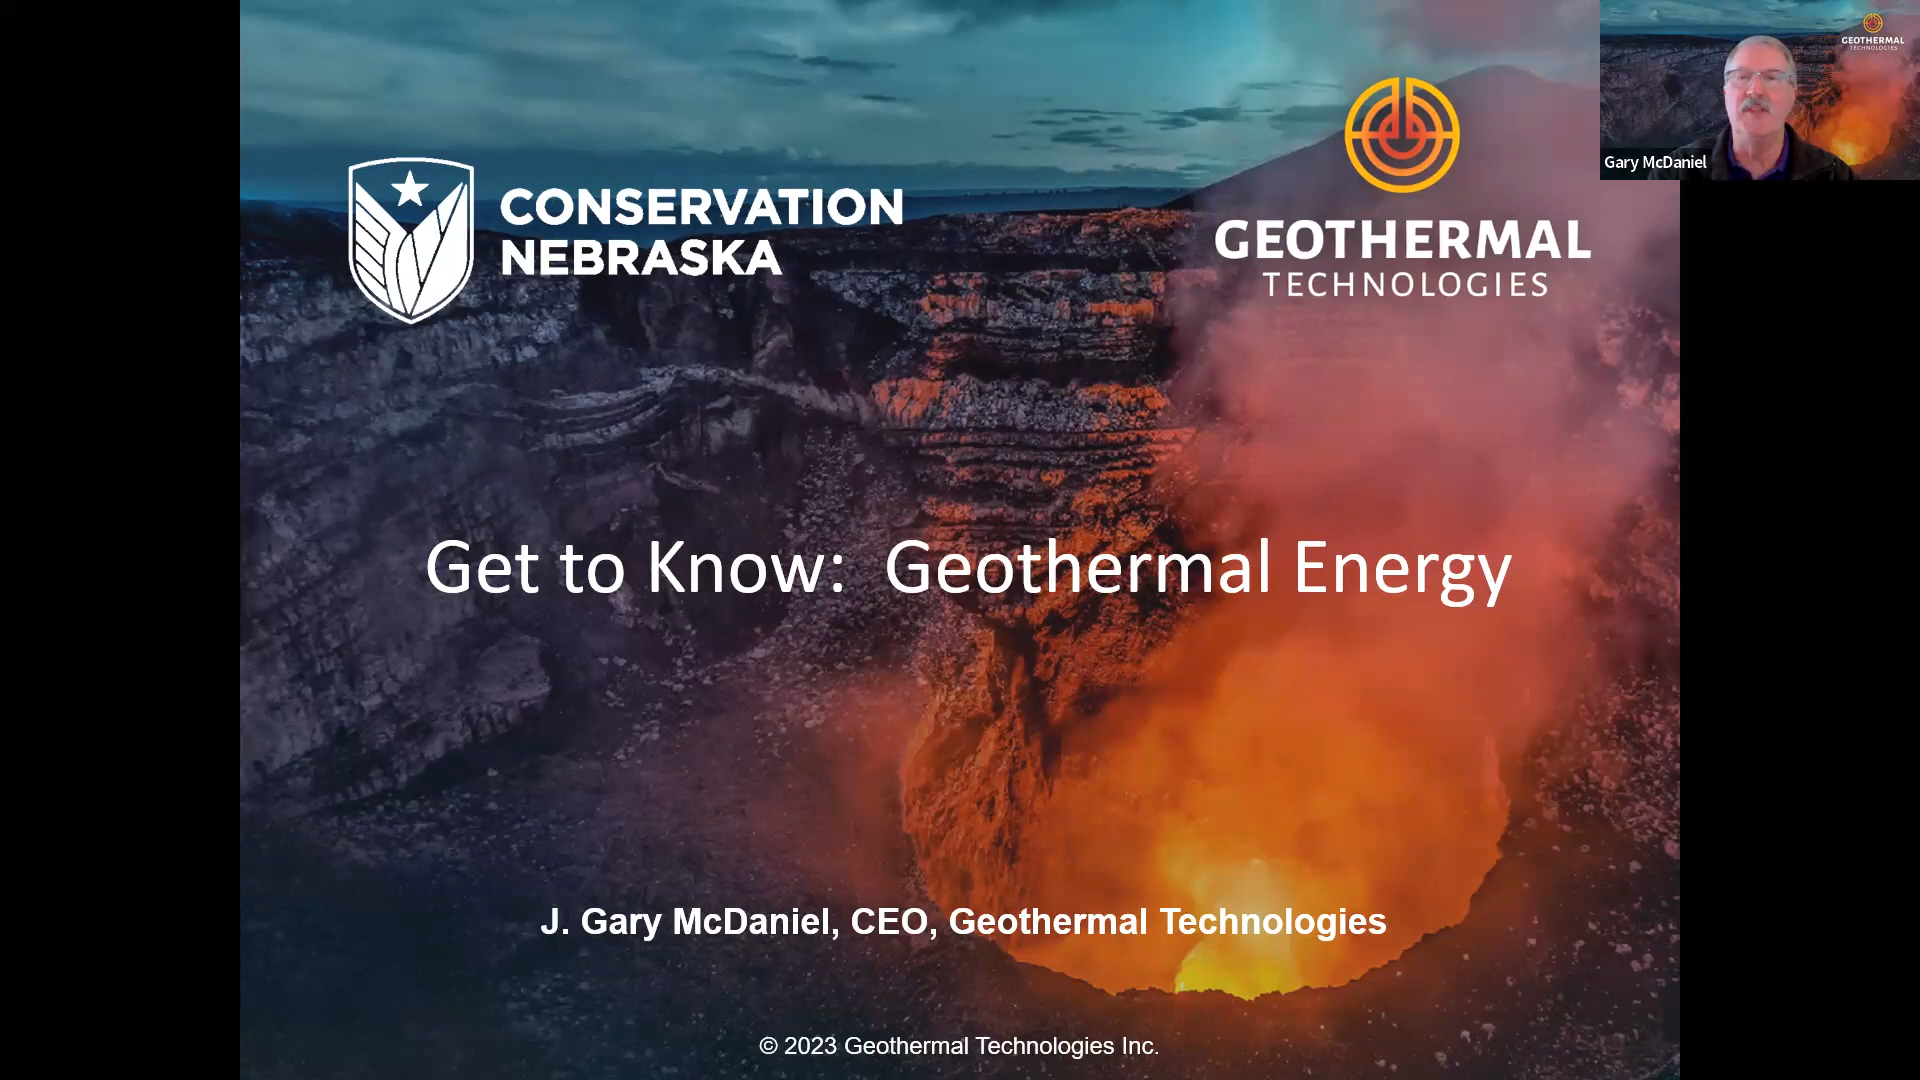 CONSERVATION
NEBRASKA
GEOTHERMAL
TECHNOLOGIES
GEOTHERMAL
TECHNOLOGIES
Gary McDaniel
Get to Know:  Geothermal Energy
J. Gary McDaniel, CEO, Geothermal Technologies
© 2023 Geothermal Technologies Inc.